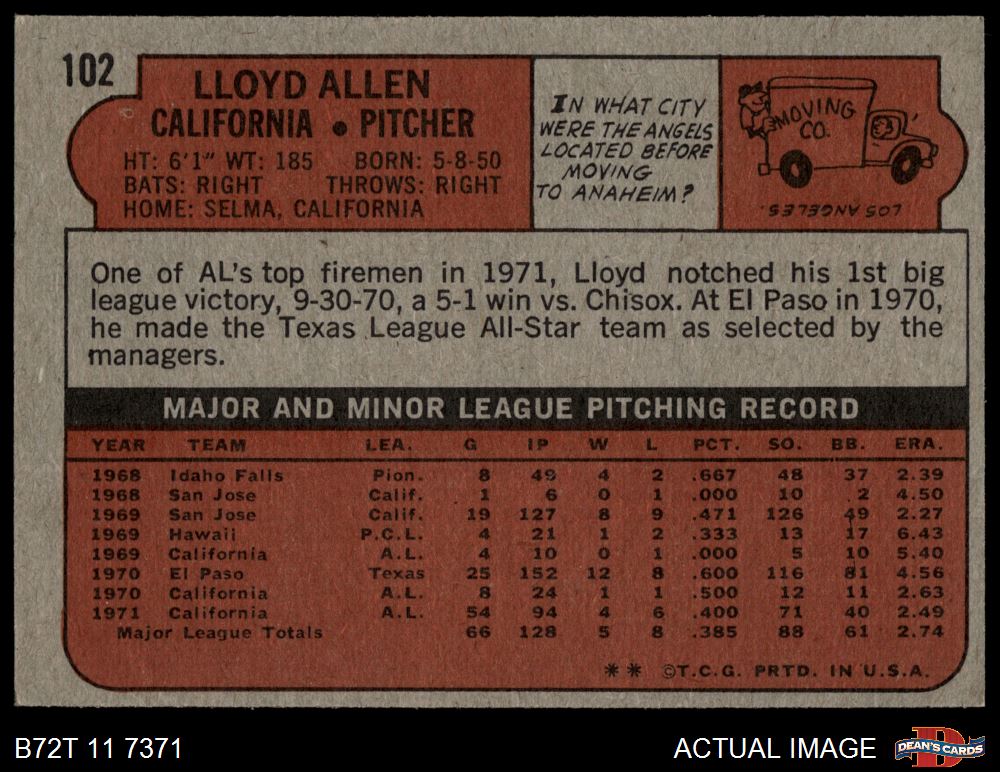 102
LLOYD ALLEN
CALIFORNIA • PITCHER
HT: 6'1" WT: 185 BORN: 5-8-50
BATS: RIGHT THROWS: RIGHT
HOME: SELMA, CALIFORNIA
IN WHAT CITY
WERE THE ANGELS
LOCATED BEFORE
MOVING
TO ANAHEIM?
MOVING
CO.
LOS ANGELES.
One of AL's top firemen in 1971, Lloyd notched his 1st big
league victory, 9-30-70, a 5-1 win vs. Chisox. At El Paso in 1970,
he made the Texas League All-Star team as selected by the
managers.
MAJOR AND MINOR LEAGUE PITCHING RECORD
YEAR TEAM LEA. G IP W L PCT. SO. BB. ERA.
1968 Idaho Falls Pion. 8 49 4 2 .667 48 37 2.39
1968 San Jose Calif. 1 6 0 1 .000 10 2 4.50
1969 San Jose Calif. 19 127 8 9 .471 126 49 2.27
1969 Hawaii P.C.L. 4 21 1 2 .333 13 17 6.43
1969 California A.L. 4 10 0 1 .000 5 10 5.40
1970 El Paso Texas 25 152 12 8 .600 116 81 4.56
1970 California A.L. 8 24 1 1 .500 12 11 2.63
1971 California A.L. 54 94 4 6 .400 71 40 2.49
Major League Totals 66 128 5 8 .385 88 61 2.74
** ©T.C.G. PRTD. IN U.S.A.
B72T 11 7371
ACTUAL IMAGE
DEAN'S CARDS